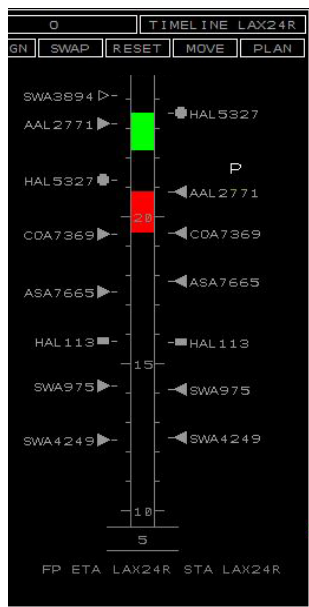 0 TIMELINE LAX24R
GN SWAP RESET MOVE PLAN
SWA3894
HAL5327
AAL2771
P
HAL5327
AAL2771
20
COA7369 COA7369
ASA7665
ASA7665
HAL113 HAL113
15
SWA975 SWA975
SWA4249 SWA4249
10
5
FP ETA LAX24R STA LAX24R